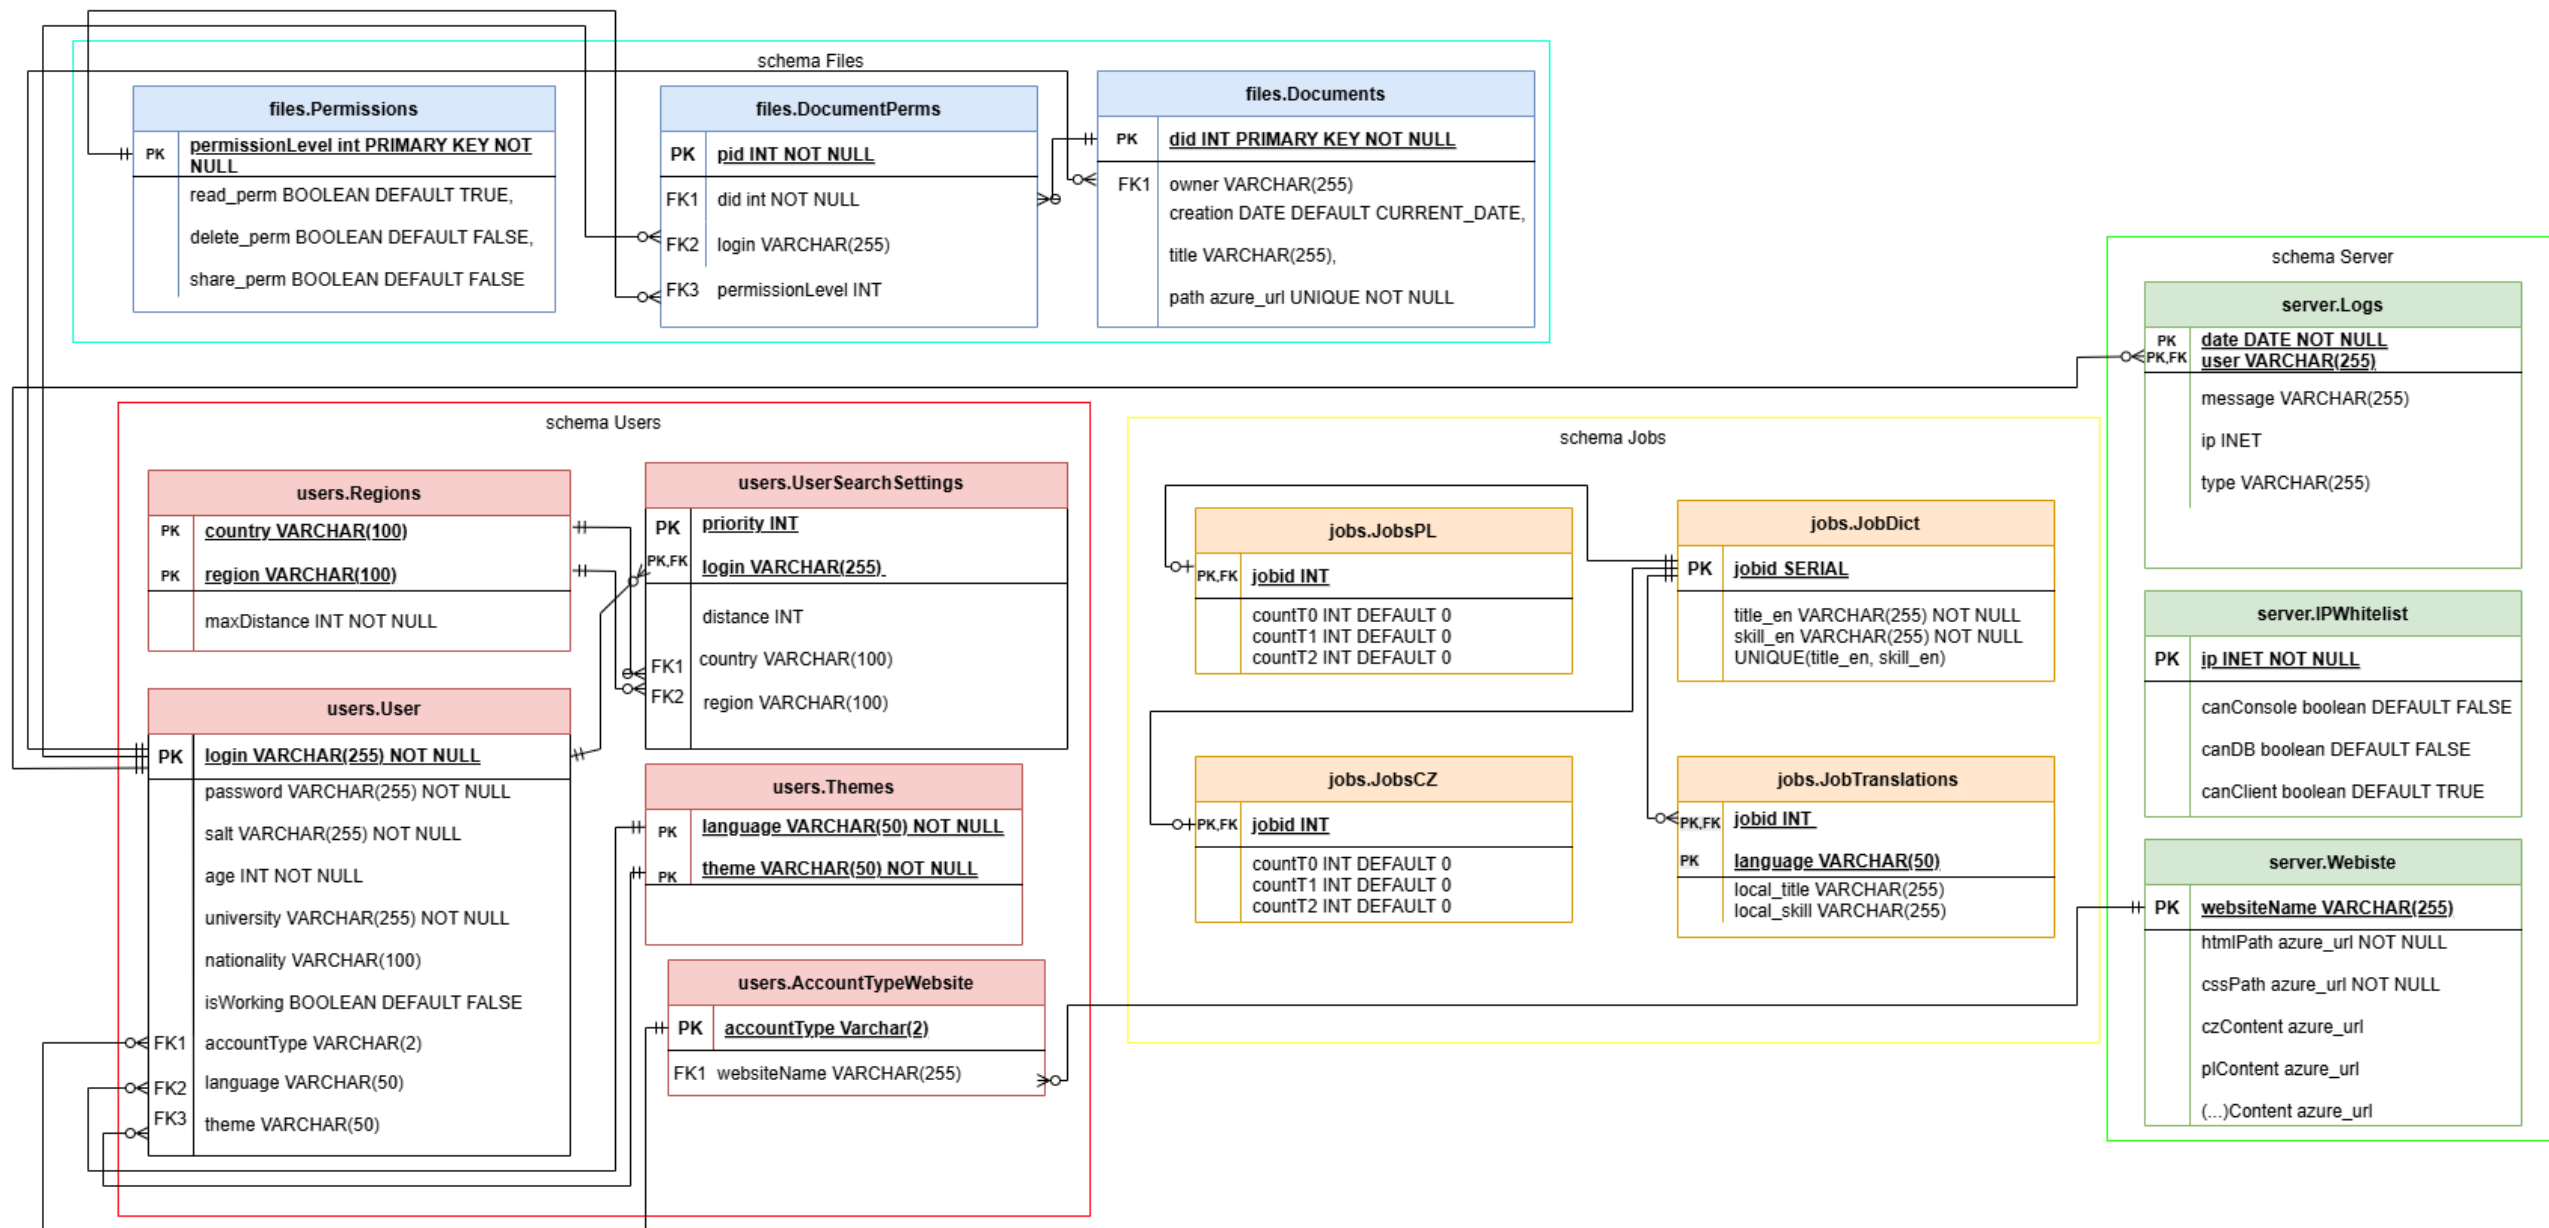 schema Files
files.Permissions
PK permissionLevel int PRIMARY KEY NOT
NULL
read_perm BOOLEAN DEFAULT TRUE,
delete_perm BOOLEAN DEFAULT FALSE,
share_perm BOOLEAN DEFAULT FALSE
files.DocumentPerms
PK pid INT NOT NULL
FK1 did int NOT NULL
FK2 login VARCHAR(255)
FK3 permissionLevel INT
files.Documents
PK did INT PRIMARY KEY NOT NULL
FK1 owner VARCHAR(255)
creation DATE DEFAULT CURRENT_DATE,
title VARCHAR(255),
path azure_url UNIQUE NOT NULL
schema Users
users.Regions
PK country VARCHAR(100)
PK region VARCHAR(100)
maxDistance INT NOT NULL
users.UserSearchSettings
PK priority INT
PK,FK login VARCHAR(255)
distance INT
FK1 country VARCHAR(100)
FK2 region VARCHAR(100)
users.User
PK login VARCHAR(255) NOT NULL
password VARCHAR(255) NOT NULL
salt VARCHAR(255) NOT NULL
age INT NOT NULL
university VARCHAR(255) NOT NULL
nationality VARCHAR(100)
isWorking BOOLEAN DEFAULT FALSE
FK1 accountType VARCHAR(2)
FK2 language VARCHAR(50)
FK3 theme VARCHAR(50)
users.Themes
PK language VARCHAR(50) NOT NULL
PK theme VARCHAR(50) NOT NULL
users.AccountTypeWebsite
PK accountType Varchar(2)
FK1 websiteName VARCHAR(255)
schema Jobs
jobs.JobsPL
PK,FK jobid INT
countT0 INT DEFAULT 0
countT1 INT DEFAULT 0
countT2 INT DEFAULT 0
jobs.JobDict
PK jobid SERIAL
title_en VARCHAR(255) NOT NULL
skill_en VARCHAR(255) NOT NULL
UNIQUE(title_en, skill_en)
jobs.JobsCZ
PK,FK jobid INT
countT0 INT DEFAULT 0
countT1 INT DEFAULT 0
countT2 INT DEFAULT 0
jobs.JobTranslations
PK,FK jobid INT
PK language VARCHAR(50)
local_title VARCHAR(255)
local_skill VARCHAR(255)
schema Server
server.Logs
PK date DATE NOT NULL
PK,FK user VARCHAR(255)
message VARCHAR(255)
ip INET
type VARCHAR(255)
server.IPWhitelist
PK ip INET NOT NULL
canConsole boolean DEFAULT FALSE
canDB boolean DEFAULT FALSE
canClient boolean DEFAULT TRUE
server.Webiste
PK websiteName VARCHAR(255)
htmlPath azure_url NOT NULL
cssPath azure_url NOT NULL
czContent azure_url
plContent azure_url
(...)Content azure_url